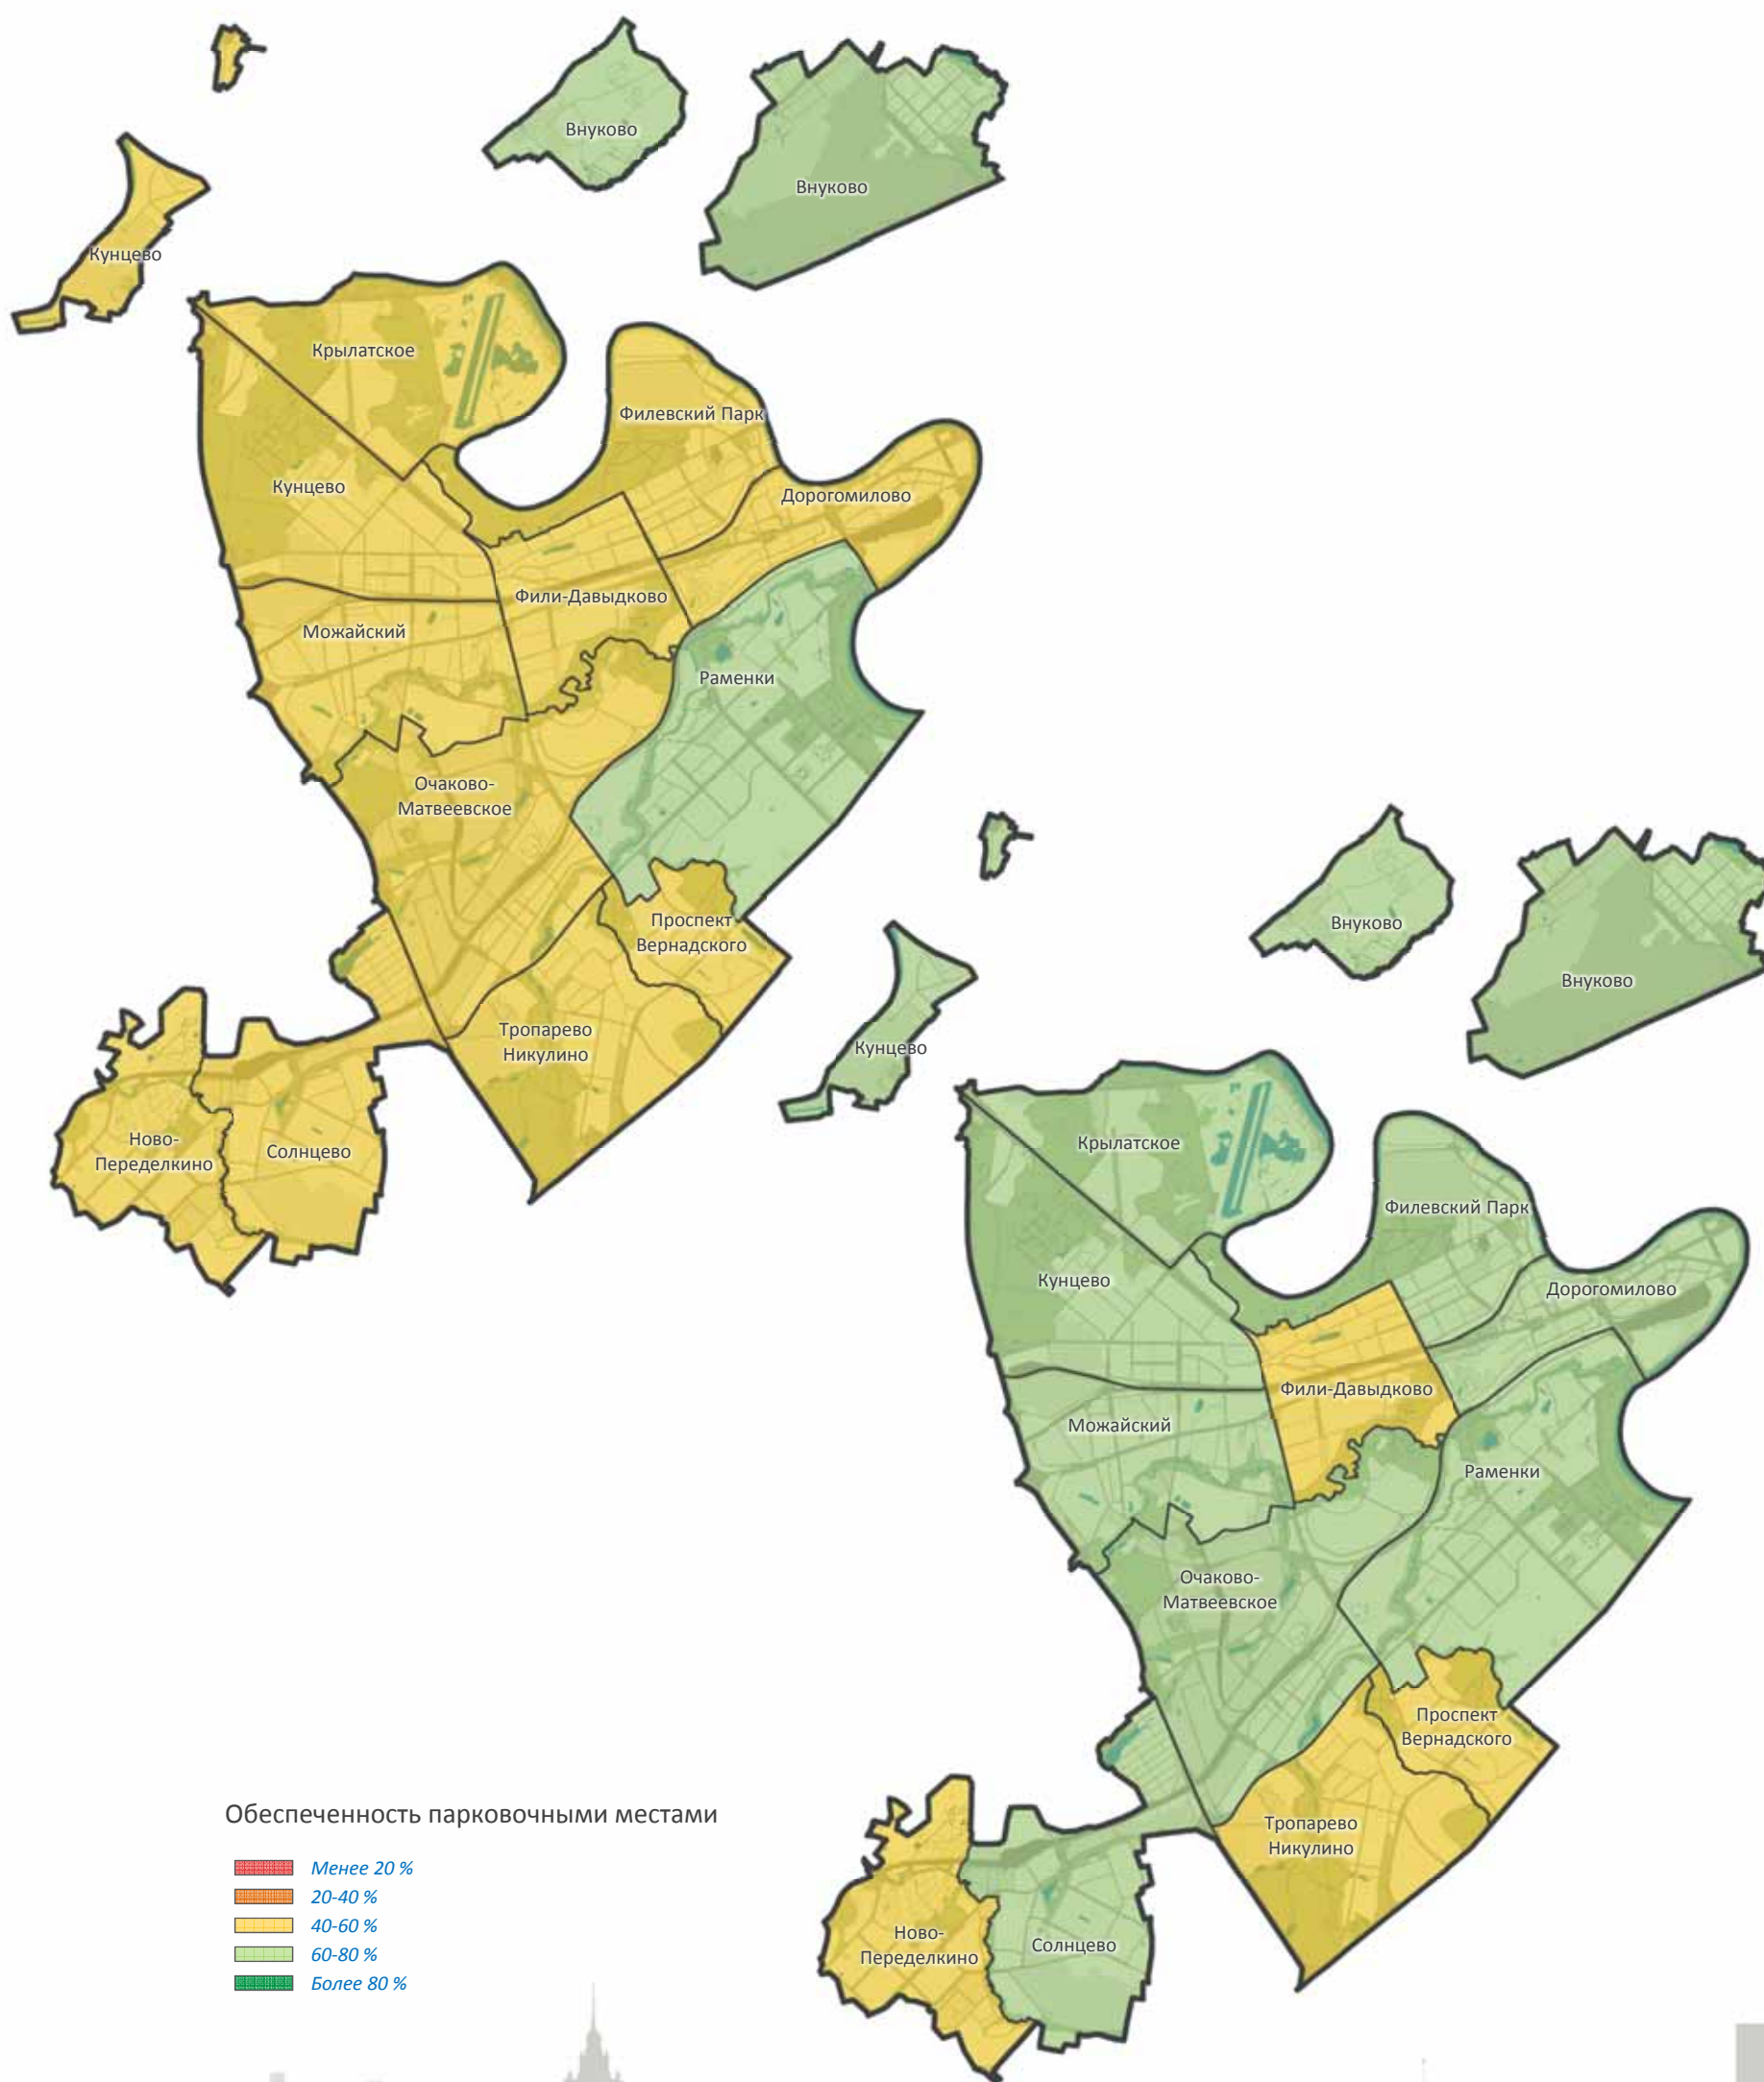 Внуково
Внуково
Кунцево
Крылатское
Филевский Парк
Кунцево
Дорогомилово
Фили-Давыдково
Можайский
Раменки
Очаково-
Матвеевское
Проспект
Вернадского
Тропарево
Никулино
Ново-
Переделкино
Солнцево
Внуково
Внуково
Кунцево
Крылатское
Филевский Парк
Кунцево
Дорогомилово
Фили-Давыдково
Можайский
Раменки
Очаково-
Матвеевское
Проспект
Вернадского
Тропарево
Никулино
Ново-
Переделкино
Солнцево
Обеспеченность парковочными местами
Менее 20 %
20-40 %
40-60 %
60-80 %
Более 80 %